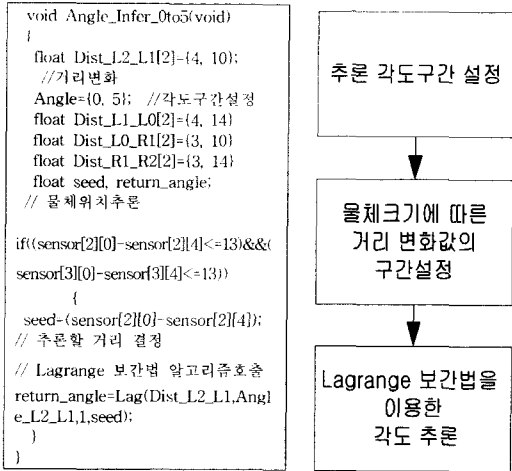 void Angle_Infer_0to5(void)
{
float Dist_L2_L1[2]={4, 10};
//거리변화
Angle={0, 5}; //각도구간설정
float Dist_L1_L0[2]={4, 14}
float Dist_L0_R1[2]={3, 10}
float Dist_R1_R2[2]={3, 14}
float seed, return_angle;
// 물체위치추론
if((sensor[2][0]-sensor[2][4]<=13)&&(
sensor[3][0]-sensor[3][4]<=13))
{
seed=(sensor[2][0]-sensor[2][4]);
// 추론할 거리 결정
// Lagrange 보간법 알고리즘호출
return_angle=Lag(Dist_L2_L1,Angl
e_L2_L1,1,seed);
}
}
추론 각도구간 설정
물체크기에 따른
거리 변화값의
구간설정
Lagrange 보간법을
이용한
각도 추론